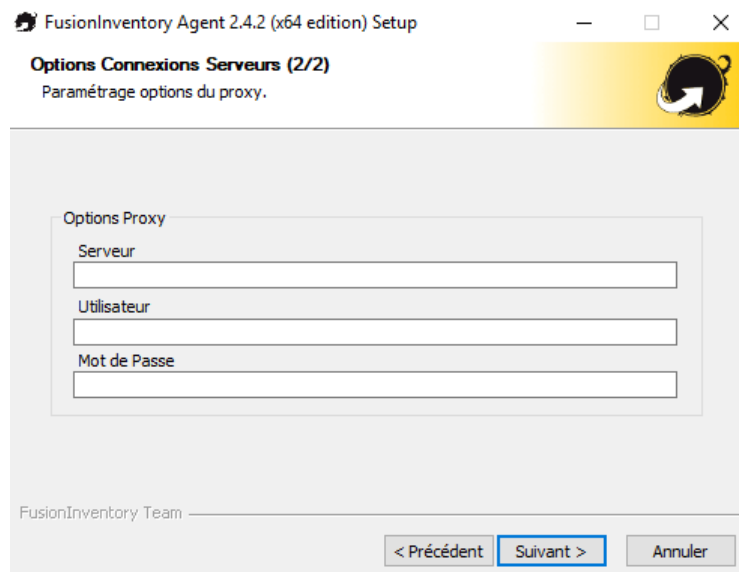 FusionInventory Agent 2.4.2 (x64 edition) Setup
Options Connexions Serveurs (2/2)
Paramétrage options du proxy.
Options Proxy
Serveur
Utilisateur
Mot de Passe
FusionInventory Team
< Précédent
Suivant >
Annuler